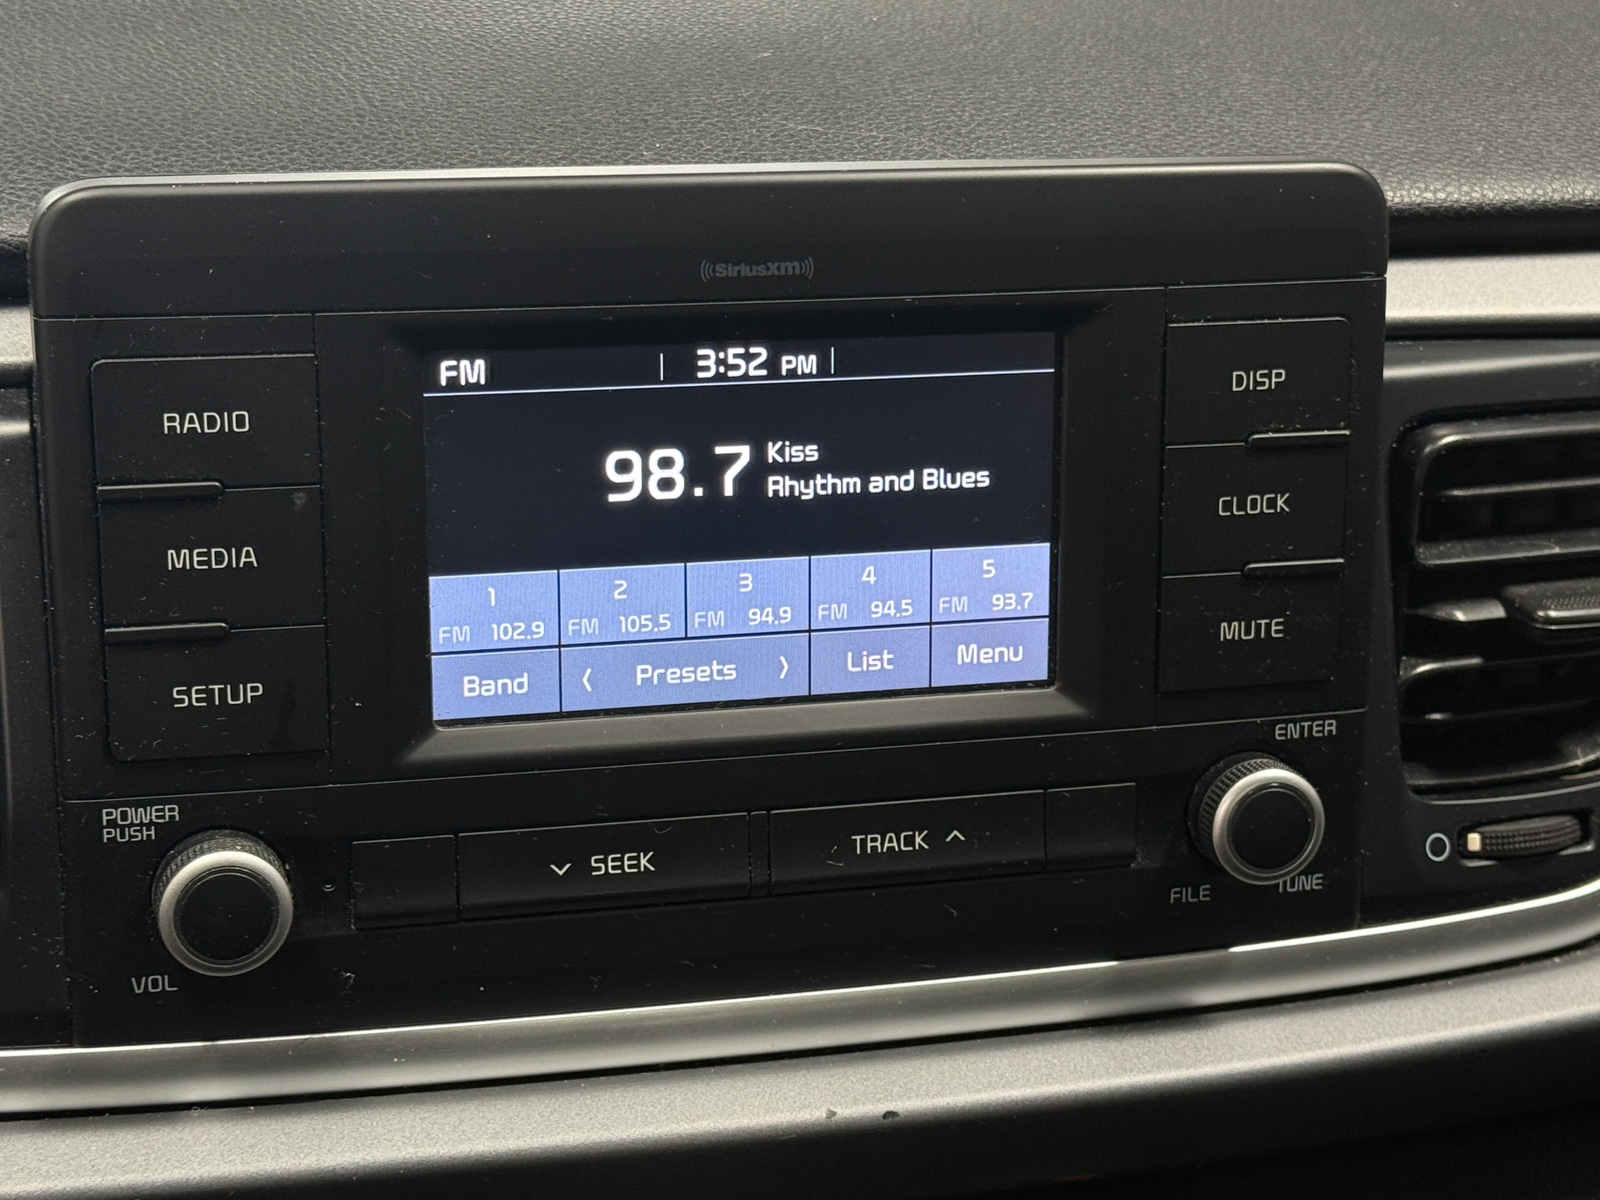 ((SiriusXM))
FM | 3:52 PM |
98.7 Kiss
Rhythm and Blues
1 2 3 4 5
FM 102.9 FM 105.5 FM 94.9 FM 94.5 FM 93.7
Band ‹ Presets › List Menu
RADIO
MEDIA
SETUP
DISP
CLOCK
MUTE
POWER
PUSH
VOL
∨ SEEK
TRACK ∧
ENTER
FILE TUNE